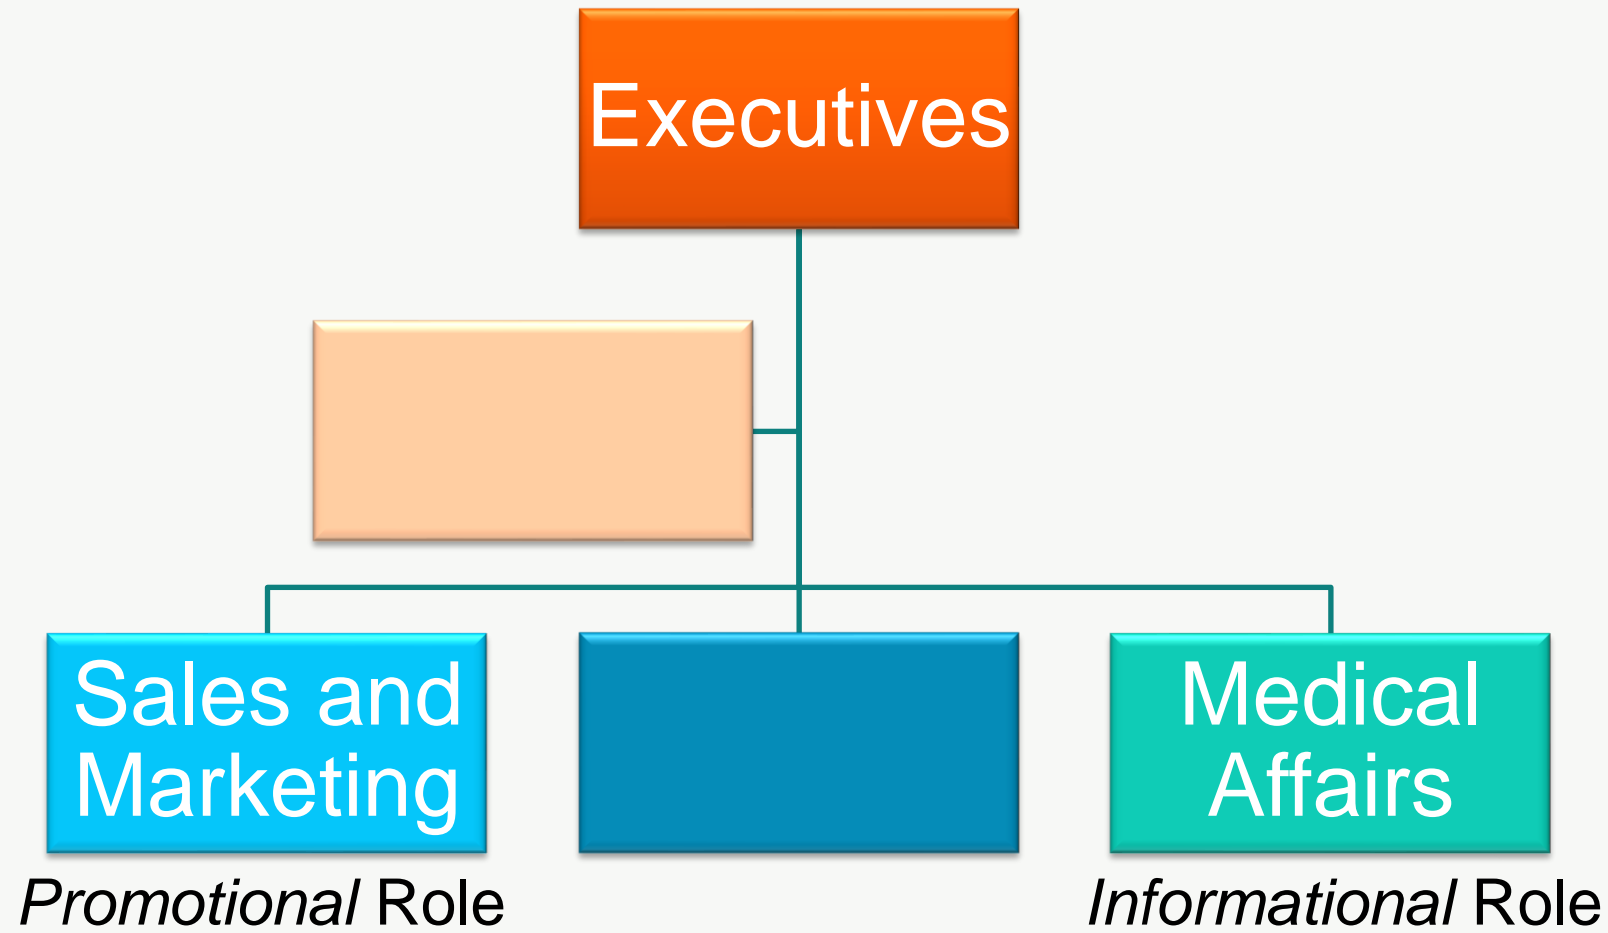 Executives
Sales and
Marketing
Medical
Affairs
Promotional Role
Informational Role